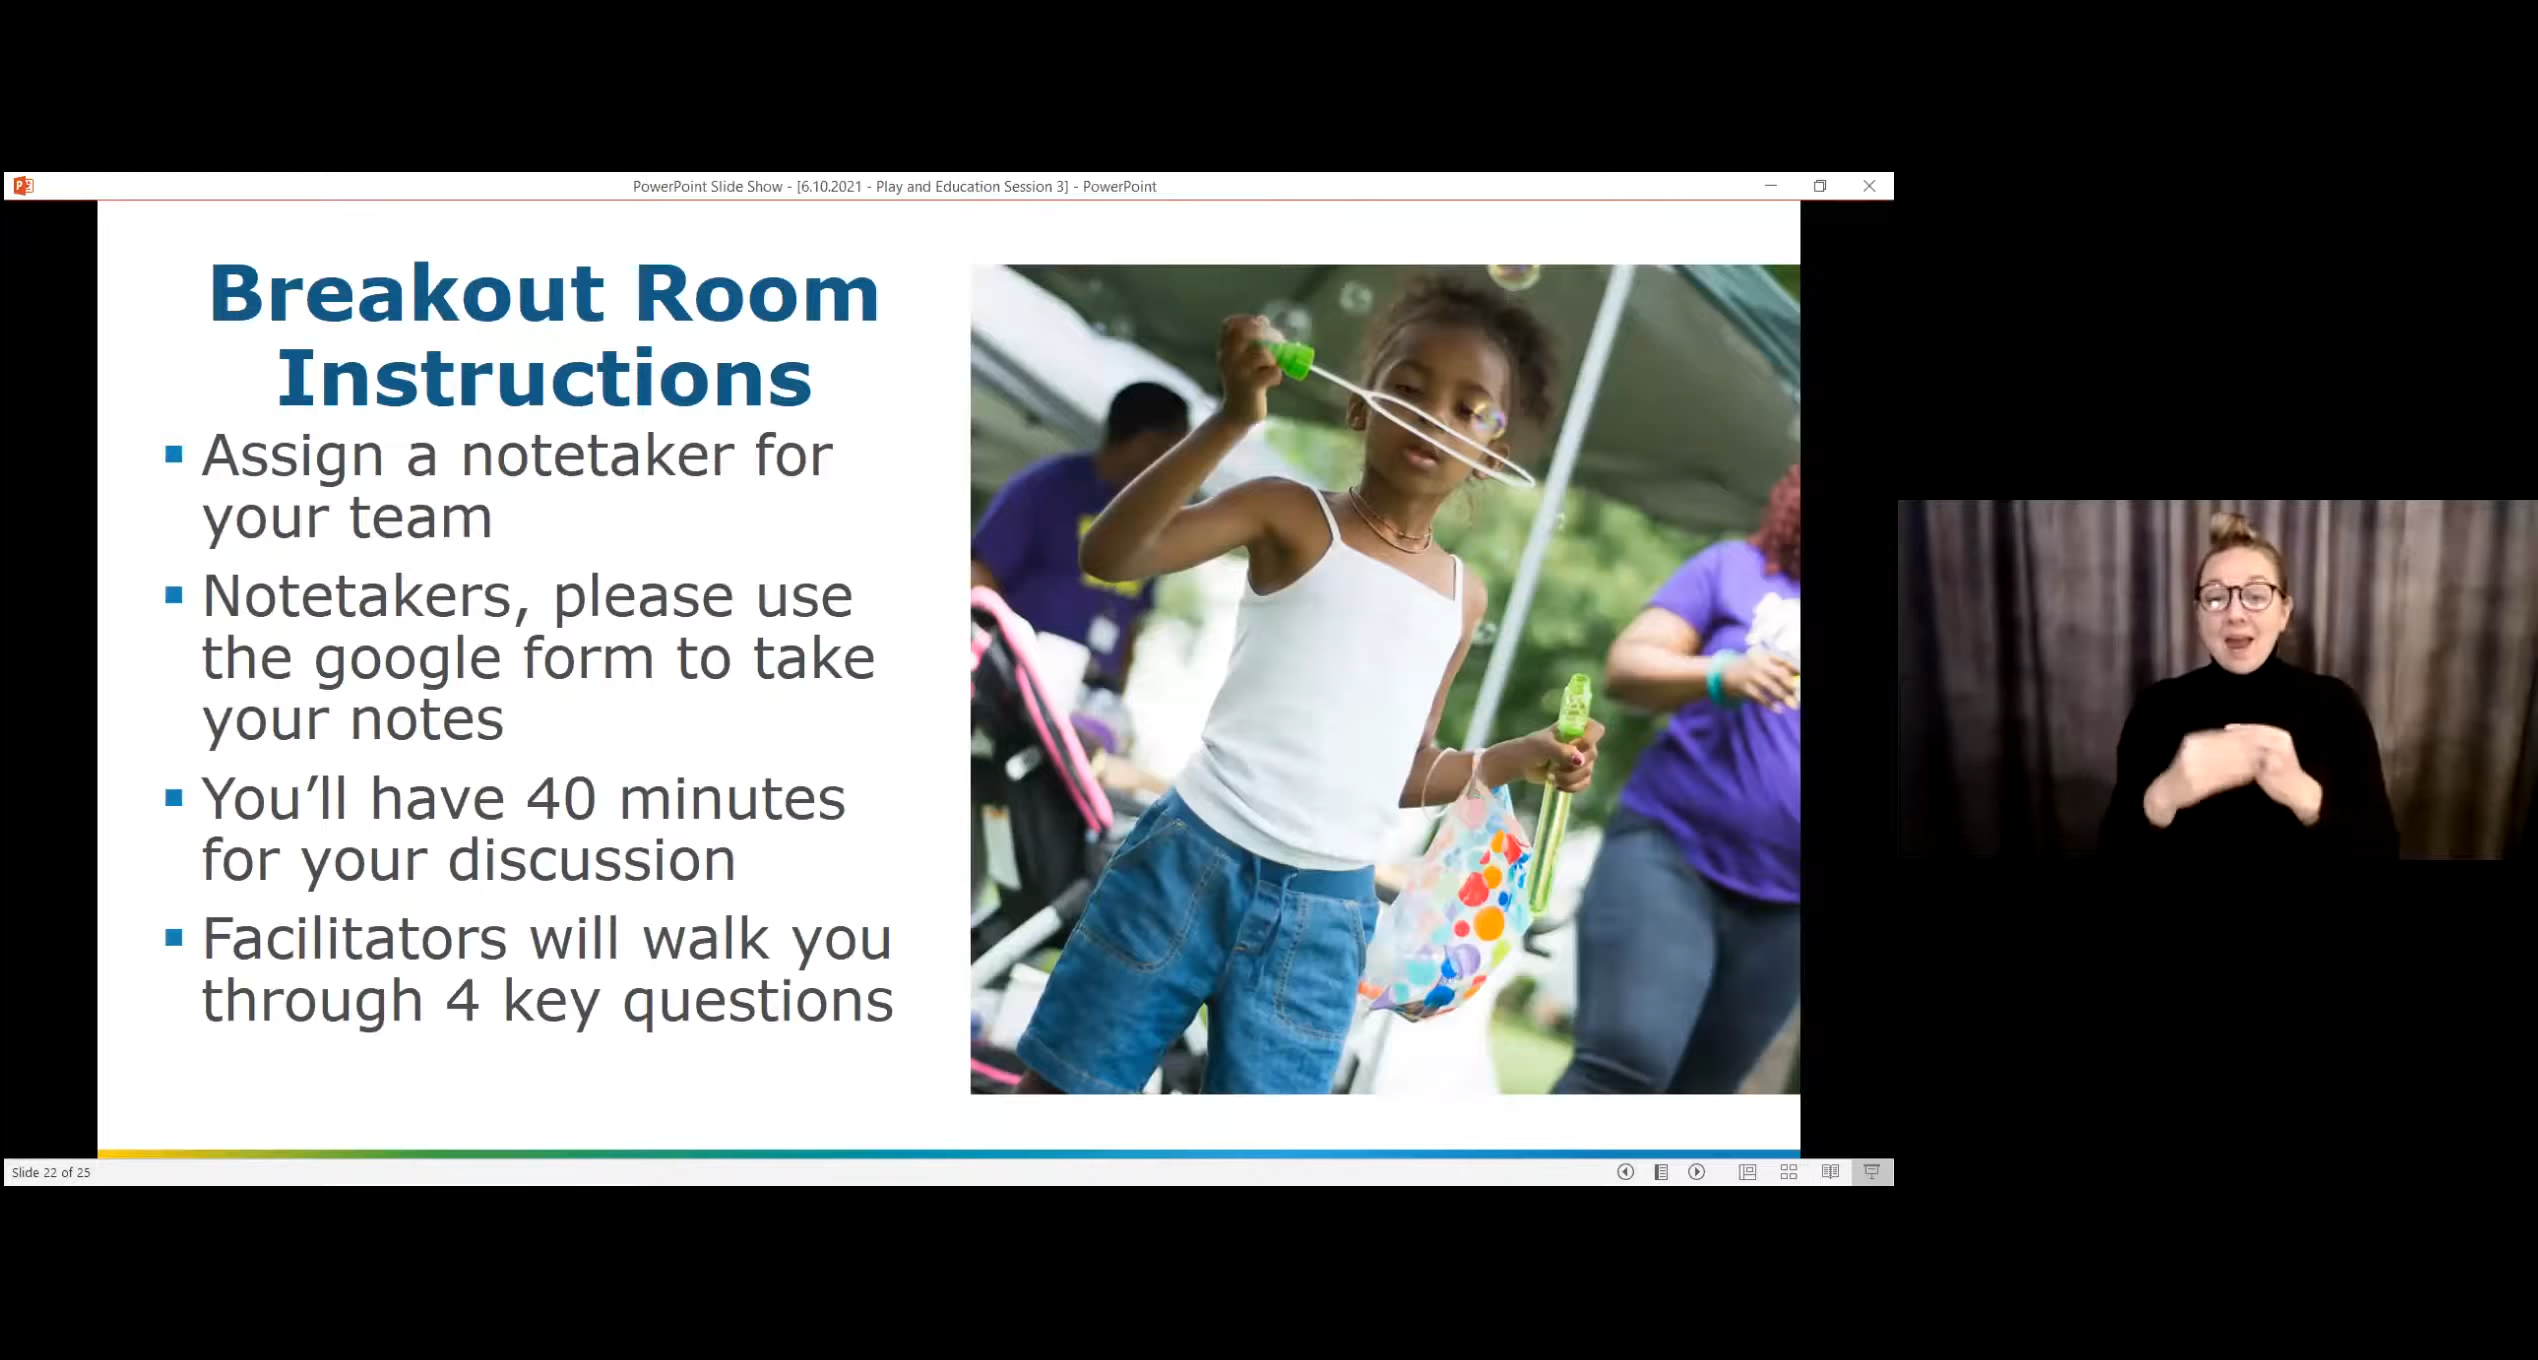 PowerPoint Slide Show - [6.10.2021 - Play and Education Session 3] - PowerPoint
Breakout Room
Instructions
Assign a notetaker for
your team
Notetakers, please use
the google form to take
your notes
You’ll have 40 minutes
for your discussion
Facilitators will walk you
through 4 key questions
Slide 22 of 25